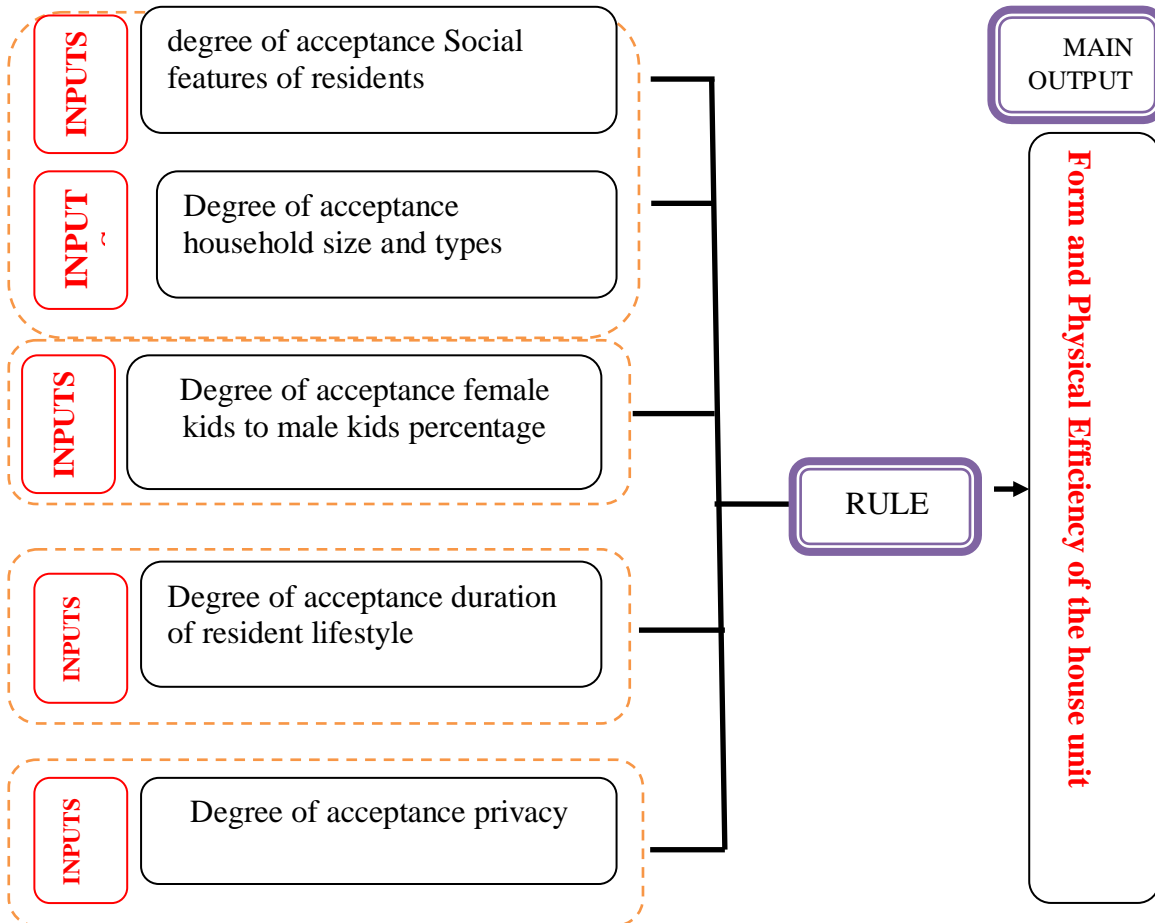 INPUTS
degree of acceptance Social
features of residents
MAIN
OUTPUT
INPUT
Degree of acceptance
household size and types
INPUTS
Degree of acceptance female
kids to male kids percentage
RULE
Form and Physical Efficiency of the house unit
INPUTS
Degree of acceptance duration
of resident lifestyle
INPUTS
Degree of acceptance privacy